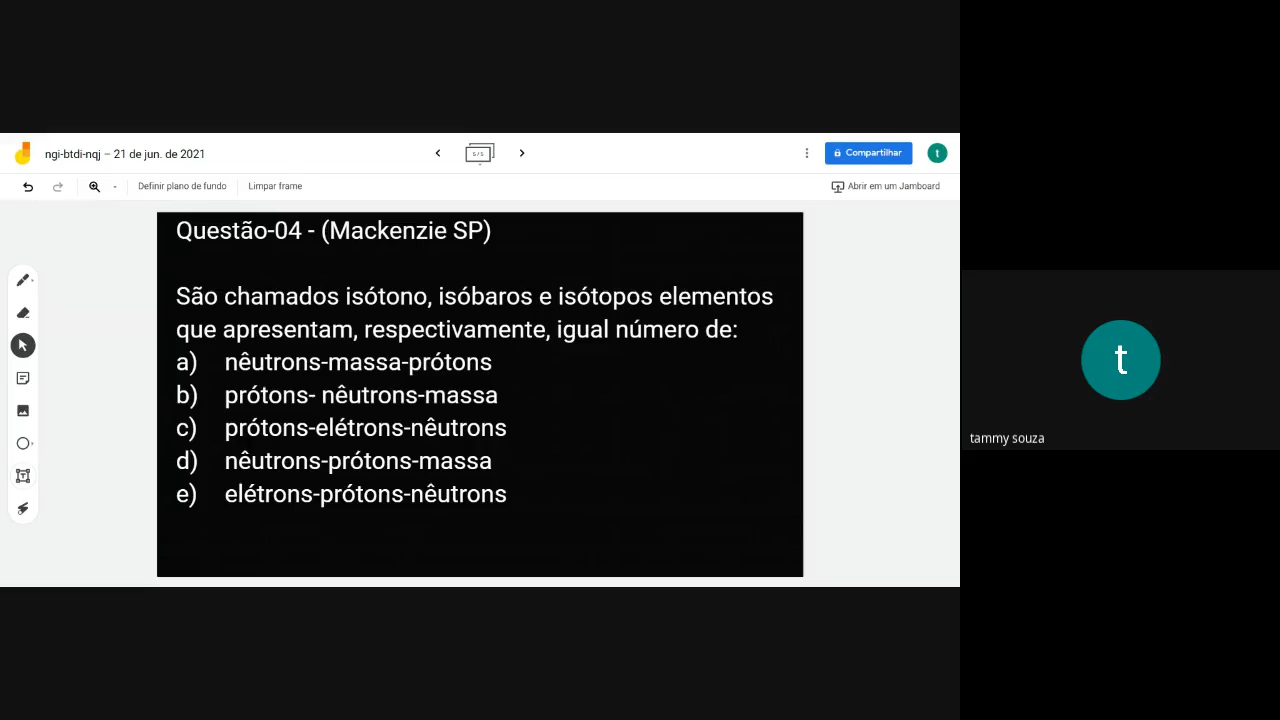 ngi-btdi-nqj – 21 de jun. de 2021
5 / 5
Compartilhar
t
Definir plano de fundo
Limpar frame
Abrir em um Jamboard
Questão-04 - (Mackenzie SP)
São chamados isótono, isóbaros e isótopos elementos
que apresentam, respectivamente, igual número de:
a) nêutrons-massa-prótons
b) prótons- nêutrons-massa
c) prótons-elétrons-nêutrons
d) nêutrons-prótons-massa
e) elétrons-prótons-nêutrons
t
tammy souza